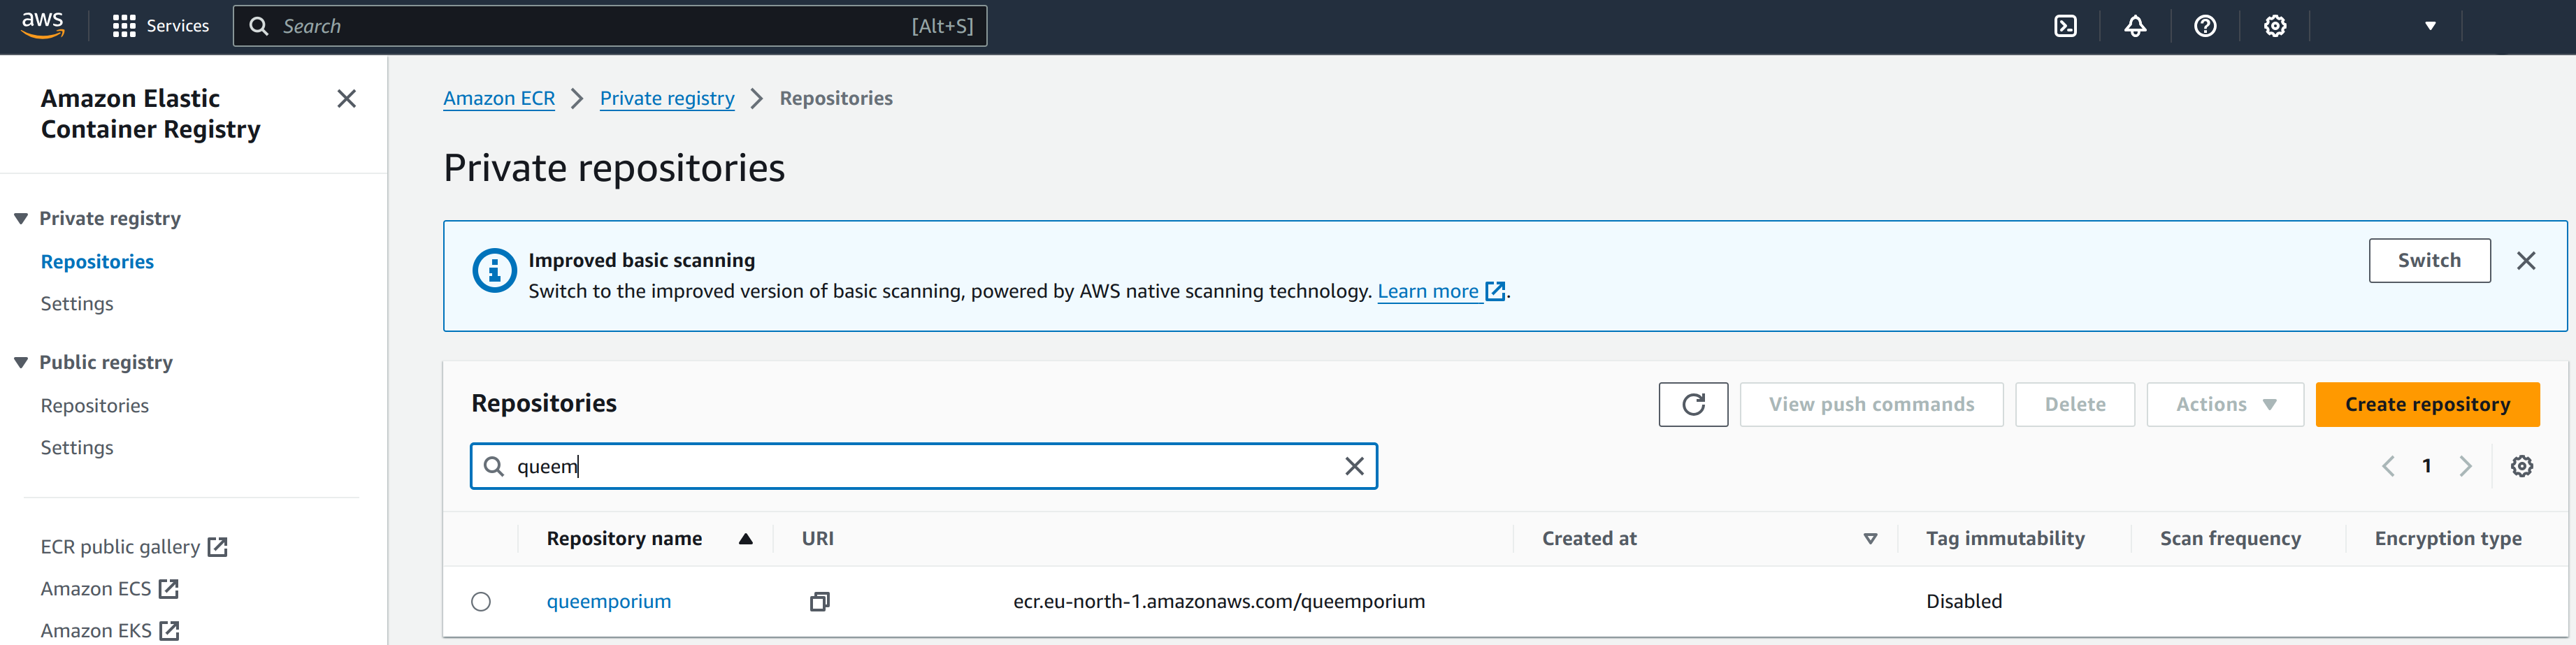 aws
Services
Search [Alt+S]
Amazon Elastic
Container Registry
Private registry
Repositories
Settings
Public registry
Repositories
Settings
ECR public gallery
Amazon ECS
Amazon EKS
Amazon ECR > Private registry > Repositories
Private repositories
Improved basic scanning
Switch to the improved version of basic scanning, powered by AWS native scanning technology. Learn more.
Switch
Repositories
View push commands
Delete
Actions
Create repository
queem
1
Repository name URI Created at Tag immutability Scan frequency Encryption type
queemporium ecr.eu-north-1.amazonaws.com/queemporium Disabled